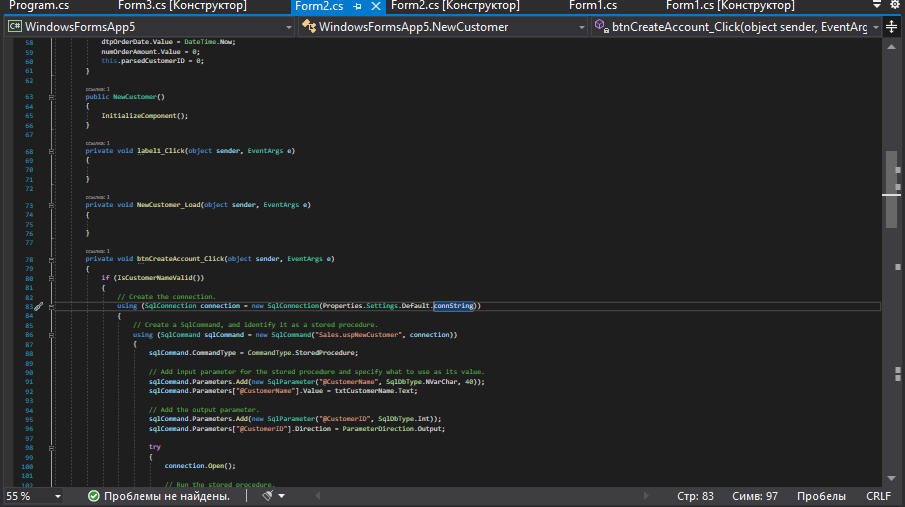 Program.cs Form3.cs [Конструктор] Form2.cs Form2.cs [Конструктор] Form1.cs Form1.cs [Конструктор]
C# WindowsFormsApp5 WindowsFormsApp5.NewCustomer btnCreateAccount_Click(object sender, EventArg
58 dtpOrderDate.Value = DateTime.Now;
59 numOrderAmount.Value = 0;
60 this.parsedCustomerID = 0;
61 }
62
ссылка: 1
63 public NewCustomer()
64 {
65 InitializeComponent();
66 }
67
ссылка: 1
68 private void label1_Click(object sender, EventArgs e)
69 {
70
71 }
72
ссылка: 1
73 private void NewCustomer_Load(object sender, EventArgs e)
74 {
75
76 }
77
ссылка: 1
78 private void btnCreateAccount_Click(object sender, EventArgs e)
79 {
80 if (IsCustomerNameValid())
81 {
82 // Create the connection.
83 using (SqlConnection connection = new SqlConnection(Properties.Settings.Default.connString))
84 {
85 // Create a SqlCommand, and identify it as a stored procedure.
86 using (SqlCommand sqlCommand = new SqlCommand("Sales.uspNewCustomer", connection))
87 {
88 sqlCommand.CommandType = CommandType.StoredProcedure;
89
90 // Add input parameter for the stored procedure and specify what to use as its value.
91 sqlCommand.Parameters.Add(new SqlParameter("@CustomerName", SqlDbType.NVarChar, 40));
92 sqlCommand.Parameters["@CustomerName"].Value = txtCustomerName.Text;
93
94 // Add the output parameter.
95 sqlCommand.Parameters.Add(new SqlParameter("@CustomerID", SqlDbType.Int));
96 sqlCommand.Parameters["@CustomerID"].Direction = ParameterDirection.Output;
97
98 try
99 {
100 connection.Open();
101
102 // Run the stored procedure.
55 % Проблемы не найдены. Стр: 83 Симв: 97 Пробелы CRLF